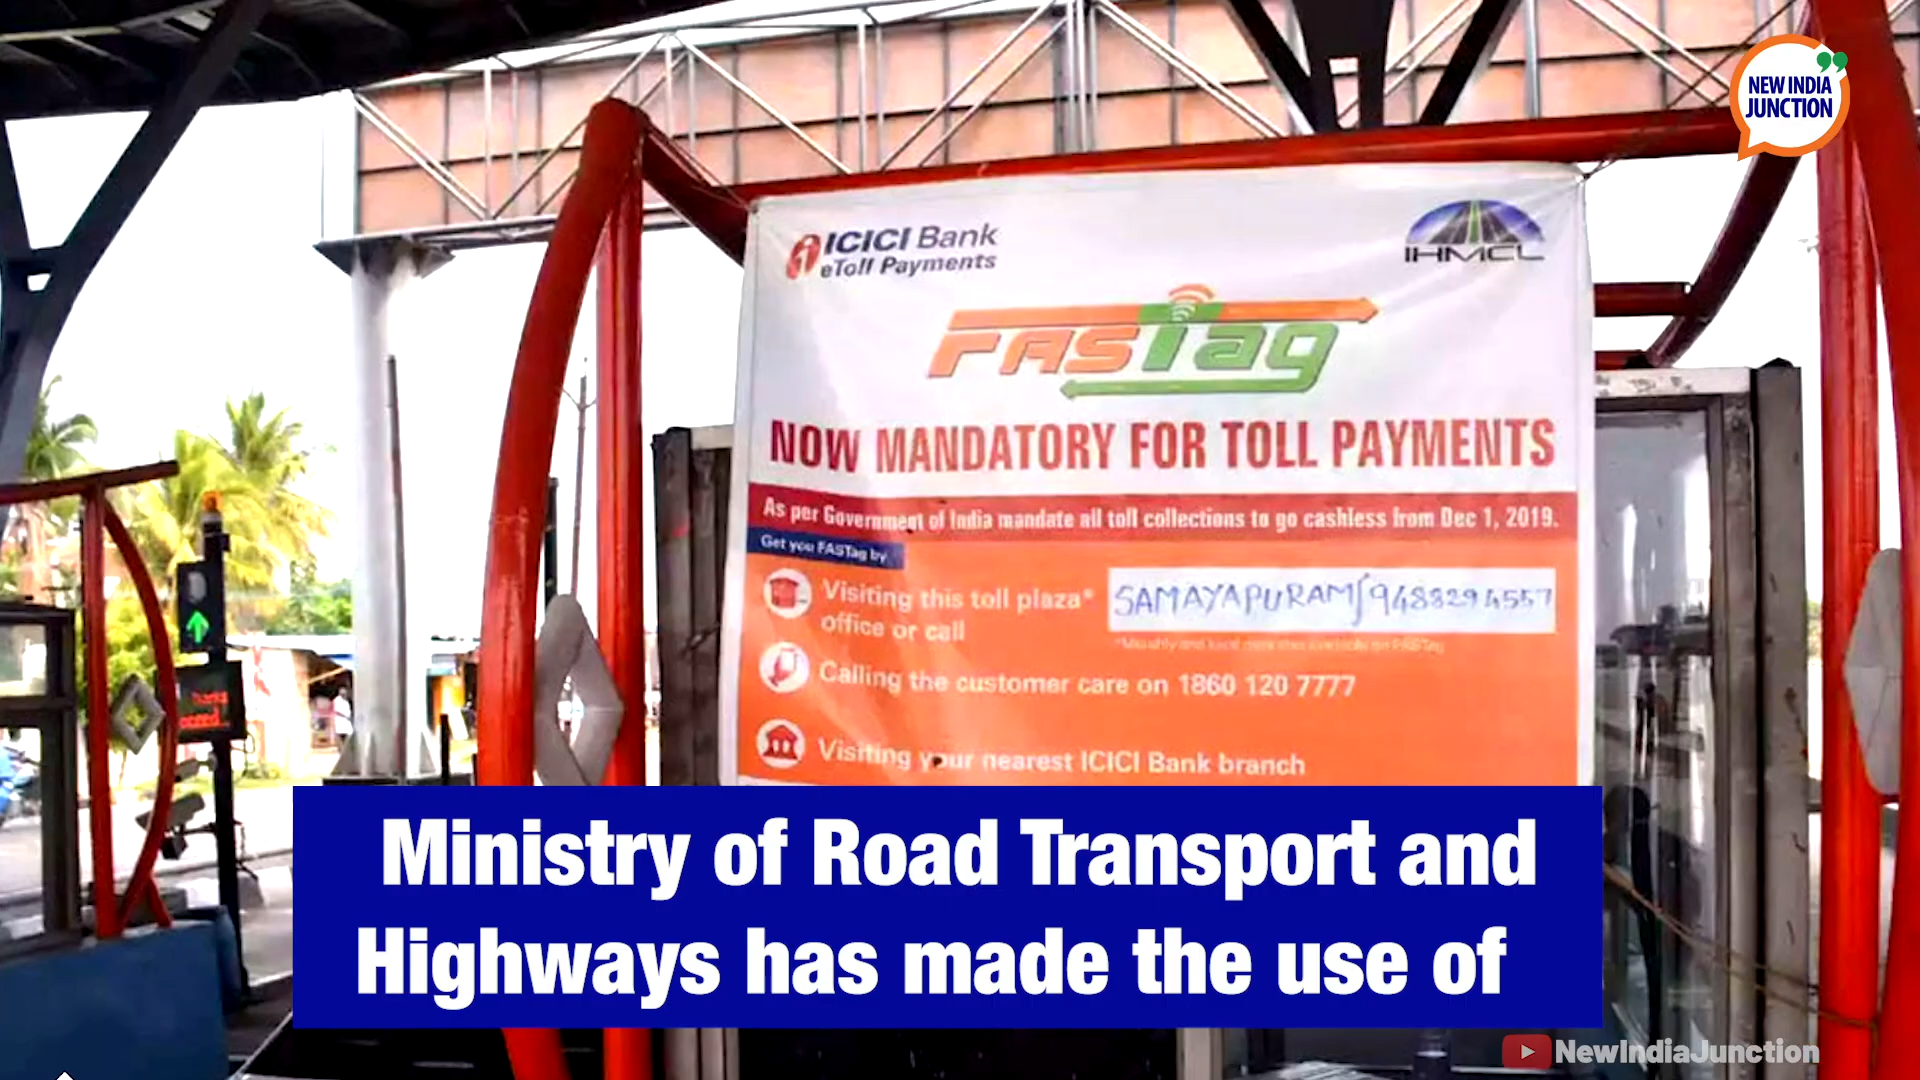 NEW INDIA
JUNCTION
ICICI Bank
eToll Payments
IHMCL
FASTag
NOW MANDATORY FOR TOLL PAYMENTS
As per Government of India mandate all toll collections to go cashless from Dec 1, 2019.
Get you FASTag by
Visiting this toll plaza*
office or call
SAMAYAPURAM/9488294557
Calling the customer care on 1860 120 7777
Visiting your nearest ICICI Bank branch
Ministry of Road Transport and
Highways has made the use of
NewIndiaJunction